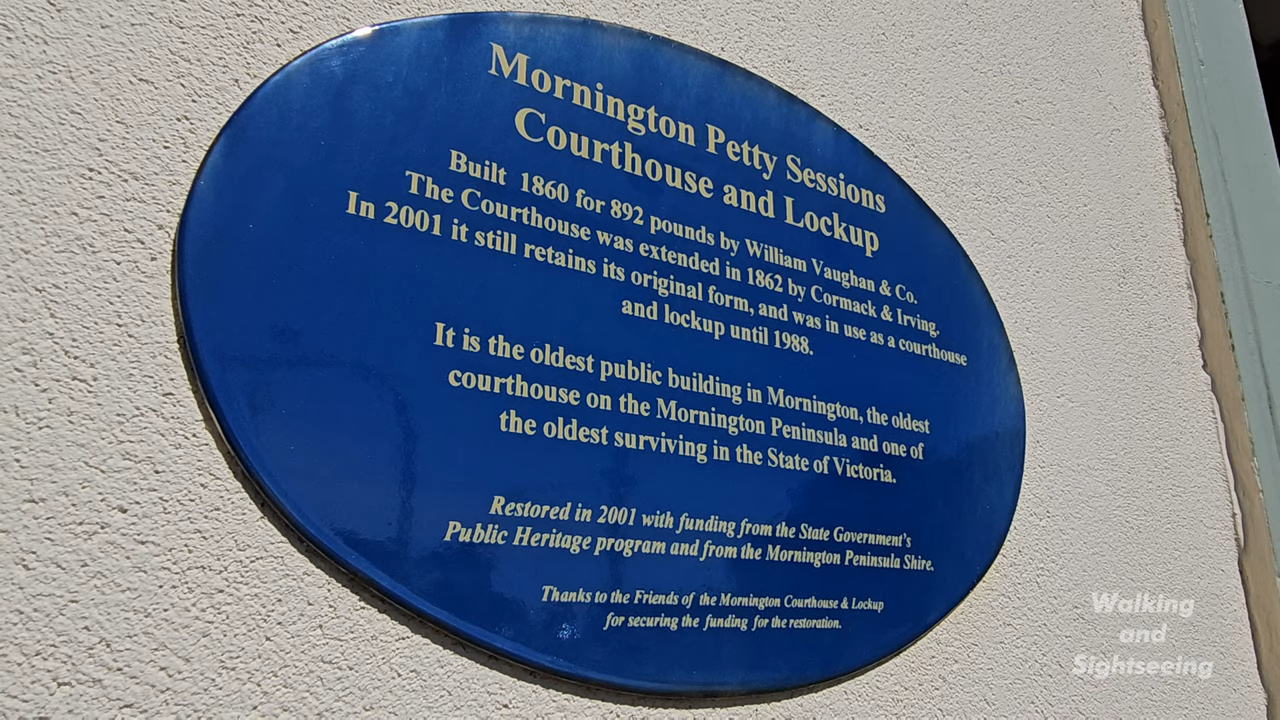 Mornington Petty Sessions
Courthouse and Lockup
Built 1860 for 892 pounds by William Vaughan & Co.
The Courthouse was extended in 1862 by Cormack & Irving.
In 2001 it still retains its original form, and was in use as a courthouse
and lockup until 1988.
It is the oldest public building in Mornington, the oldest
courthouse on the Mornington Peninsula and one of
the oldest surviving in the State of Victoria.
Restored in 2001 with funding from the State Government's
Public Heritage program and from the Mornington Peninsula Shire.
Thanks to the Friends of the Mornington Courthouse & Lockup
for securing the funding for the restoration.
Walking
and
Sightseeing